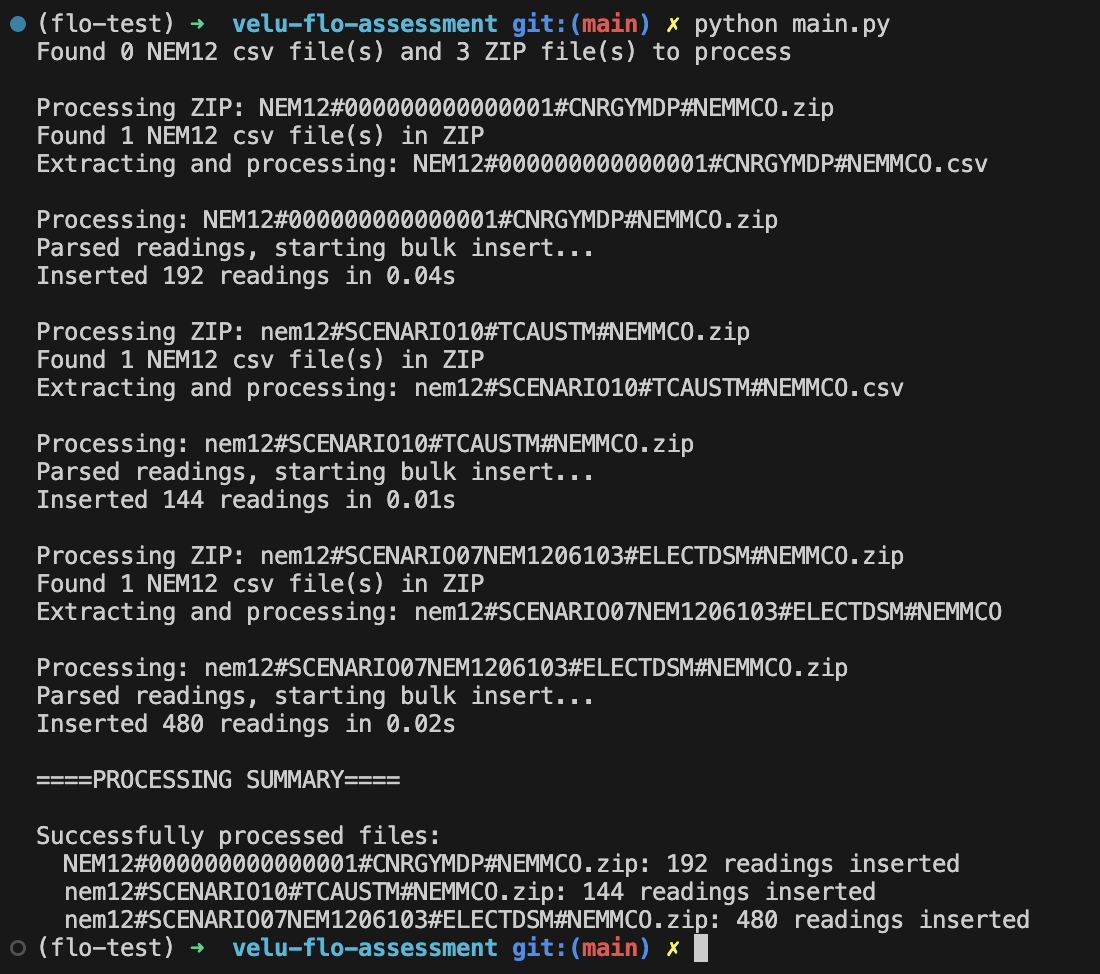 (flo-test) ➜ velu-flo-assessment git:(main) ✗ python main.py
Found 0 NEM12 csv file(s) and 3 ZIP file(s) to process
Processing ZIP: NEM12#000000000000001#CNRGYMDP#NEMMCO.zip
Found 1 NEM12 csv file(s) in ZIP
Extracting and processing: NEM12#000000000000001#CNRGYMDP#NEMMCO.csv
Processing: NEM12#000000000000001#CNRGYMDP#NEMMCO.zip
Parsed readings, starting bulk insert...
Inserted 192 readings in 0.04s
Processing ZIP: nem12#SCENARIO10#TCAUSTM#NEMMCO.zip
Found 1 NEM12 csv file(s) in ZIP
Extracting and processing: nem12#SCENARIO10#TCAUSTM#NEMMCO.csv
Processing: nem12#SCENARIO10#TCAUSTM#NEMMCO.zip
Parsed readings, starting bulk insert...
Inserted 144 readings in 0.01s
Processing ZIP: nem12#SCENARIO07NEM1206103#ELECTDSM#NEMMCO.zip
Found 1 NEM12 csv file(s) in ZIP
Extracting and processing: nem12#SCENARIO07NEM1206103#ELECTDSM#NEMMCO
Processing: nem12#SCENARIO07NEM1206103#ELECTDSM#NEMMCO.zip
Parsed readings, starting bulk insert...
Inserted 480 readings in 0.02s
====PROCESSING SUMMARY====
Successfully processed files:
NEM12#000000000000001#CNRGYMDP#NEMMCO.zip: 192 readings inserted
nem12#SCENARIO10#TCAUSTM#NEMMCO.zip: 144 readings inserted
nem12#SCENARIO07NEM1206103#ELECTDSM#NEMMCO.zip: 480 readings inserted
(flo-test) ➜ velu-flo-assessment git:(main) ✗